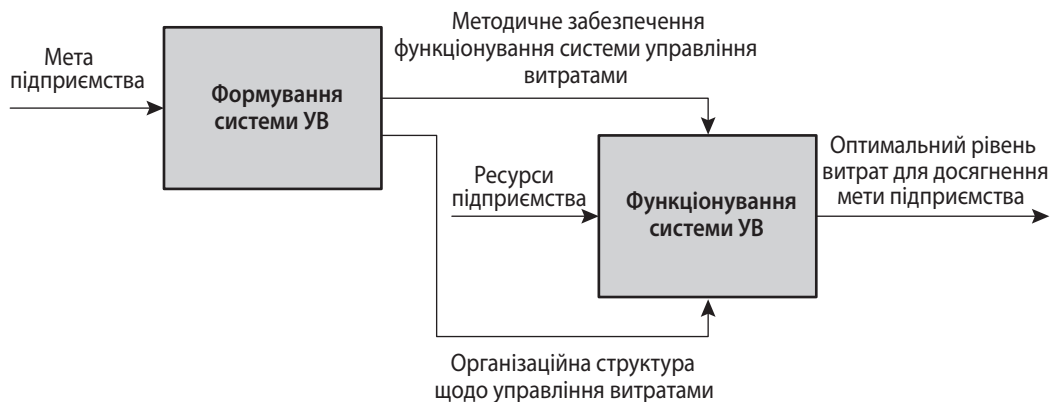 Методичне забезпечення
функціонування системи управління
витратами
Мета
підприємства
Формування
системи УВ
Ресурси
підприємства
Функціонування
системи УВ
Оптимальний рівень
витрат для досягнення
мети підприємства
Організаційна структура
щодо управління витратами